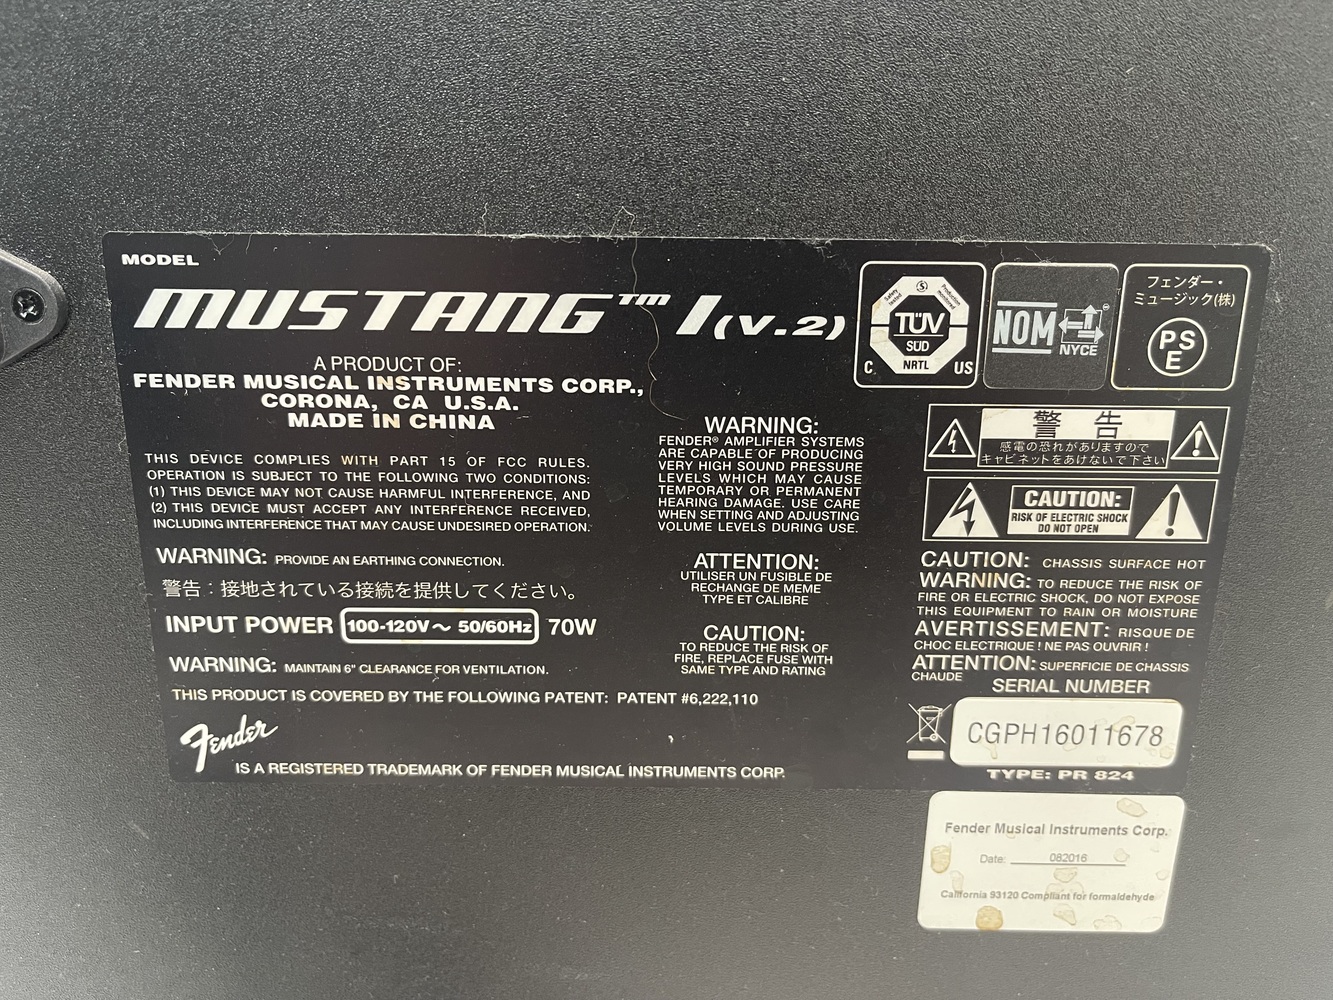 MODEL
MUSTANG™ I (V.2)
A PRODUCT OF:
FENDER MUSICAL INSTRUMENTS CORP.,
CORONA, CA U.S.A.
MADE IN CHINA
THIS DEVICE COMPLIES WITH PART 15 OF FCC RULES.
OPERATION IS SUBJECT TO THE FOLLOWING TWO CONDITIONS:
(1) THIS DEVICE MAY NOT CAUSE HARMFUL INTERFERENCE, AND
(2) THIS DEVICE MUST ACCEPT ANY INTERFERENCE RECEIVED,
INCLUDING INTERFERENCE THAT MAY CAUSE UNDESIRED OPERATION.
WARNING: PROVIDE AN EARTHING CONNECTION.
警告：接地されている接続を提供してください。
INPUT POWER 100-120V～ 50/60Hz 70W
WARNING: MAINTAIN 6" CLEARANCE FOR VENTILATION.
THIS PRODUCT IS COVERED BY THE FOLLOWING PATENT: PATENT #6,222,110
Fender
IS A REGISTERED TRADEMARK OF FENDER MUSICAL INSTRUMENTS CORP.
WARNING:
FENDER® AMPLIFIER SYSTEMS
ARE CAPABLE OF PRODUCING
VERY HIGH SOUND PRESSURE
LEVELS WHICH MAY CAUSE
TEMPORARY OR PERMANENT
HEARING DAMAGE. USE CARE
WHEN SETTING AND ADJUSTING
VOLUME LEVELS DURING USE.
ATTENTION:
UTILISER UN FUSIBLE DE
RECHANGE DE MEME
TYPE ET CALIBRE
CAUTION:
TO REDUCE THE RISK OF
FIRE, REPLACE FUSE WITH
SAME TYPE AND RATING
Safety tested
S
Production monitored
TÜV
SÜD
C NRTL US
NOM
NYCE
フェンダー・
ミュージック(株)
PS
E
警 告
感電の恐れがありますので
キャビネットをあけないで下さい
CAUTION:
RISK OF ELECTRIC SHOCK
DO NOT OPEN
CAUTION: CHASSIS SURFACE HOT
WARNING: TO REDUCE THE RISK OF
FIRE OR ELECTRIC SHOCK, DO NOT EXPOSE
THIS EQUIPMENT TO RAIN OR MOISTURE
AVERTISSEMENT: RISQUE DE
CHOC ELECTRIQUE ! NE PAS OUVRIR !
ATTENTION: SUPERFICIE DE CHASSIS
CHAUDE
SERIAL NUMBER
CGPH16011678
TYPE: PR 824
Fender Musical Instruments Corp.
Date: 082016
California 93120 Compliant for formaldehyde